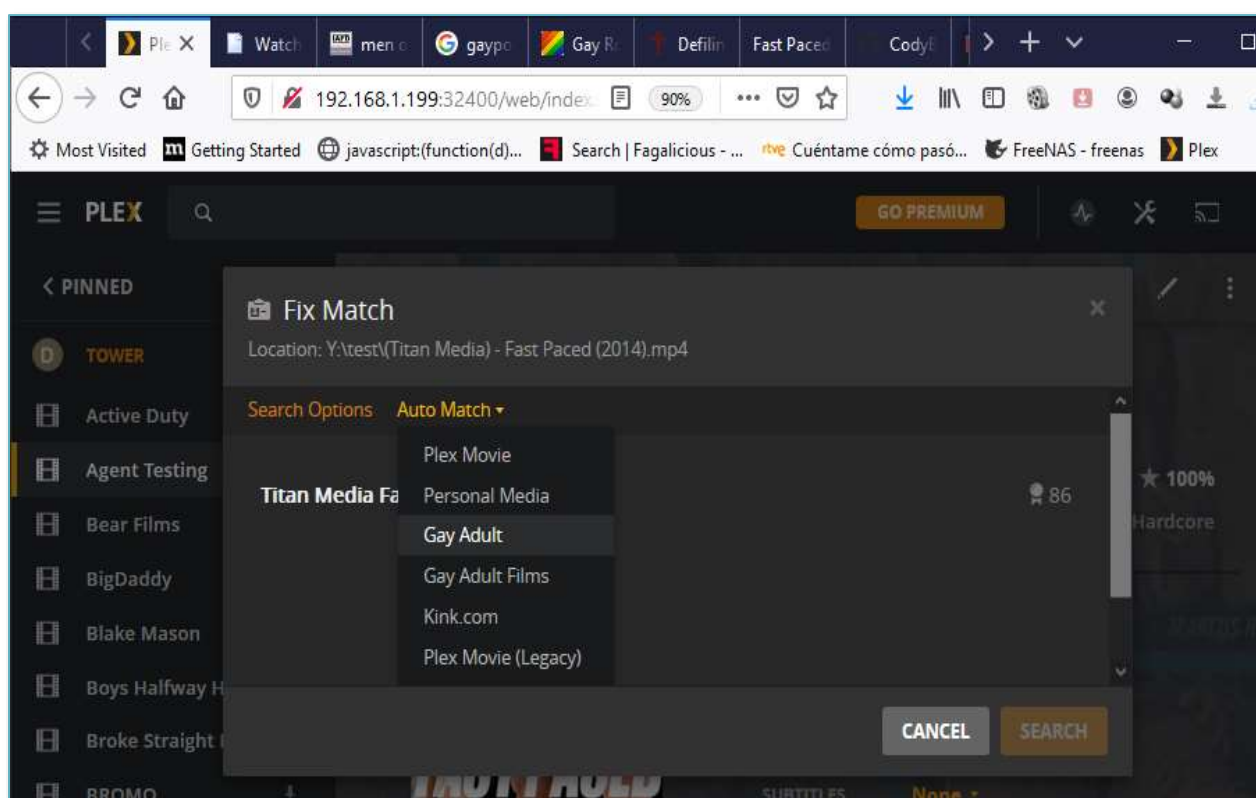 Ple
Watch
men o
gaypo
Gay R
Defilin
Fast Paced
CodyB
192.168.1.199:32400/web/index
90%
Most Visited
Getting Started
javascript:(function(d)...
Search | Fagalicious - ...
rtve
Cuéntame cómo pasó...
FreeNAS - freenas
Plex
PLEX
GO PREMIUM
PINNED
Fix Match
Location: Y:\test\(Titan Media) - Fast Paced (2014).mp4
D
TOWER
Search Options
Auto Match
Active Duty
Plex Movie
Agent Testing
Titan Media Fa
Personal Media
86
100%
Bear Films
Gay Adult
Hardcore
BigDaddy
Gay Adult Films
Blake Mason
Kink.com
Boys Halfway H
Plex Movie (Legacy)
Broke Straight
CANCEL
SEARCH
BROMO
FAST PACED
SUBTITLES
None